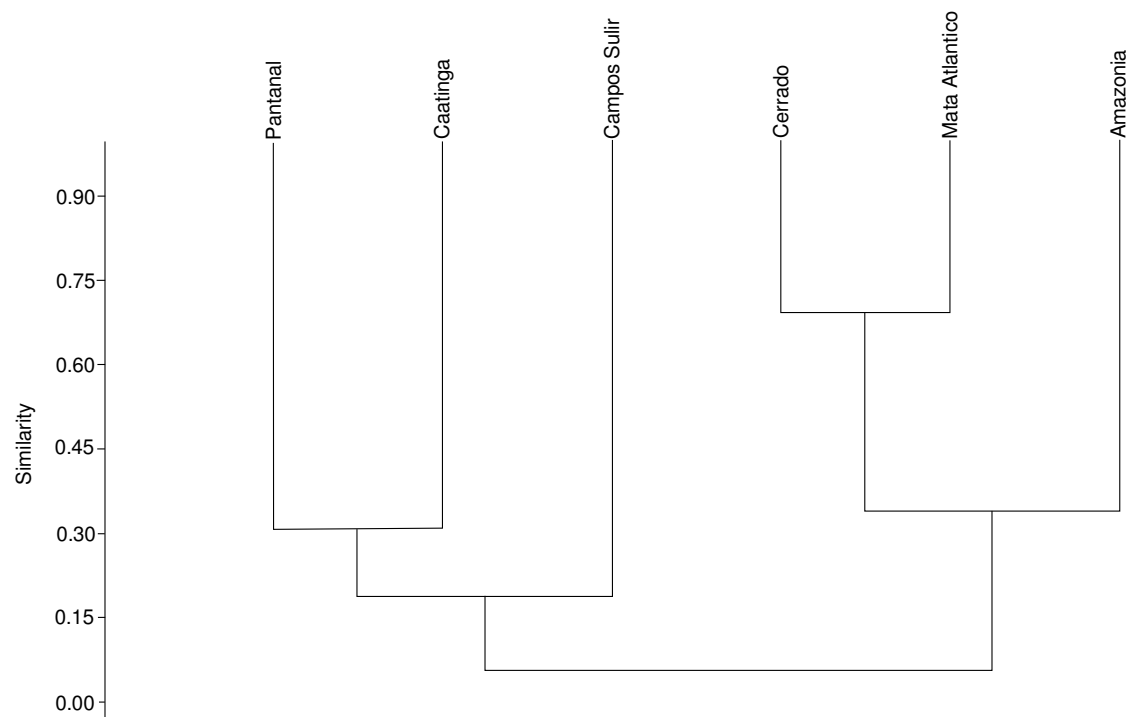 Pantanal
Caatinga
Campos Sulir
Cerrado
Mata Atlantico
Amazonia
0.90
0.75
0.60
0.45
0.30
0.15
0.00
Similarity